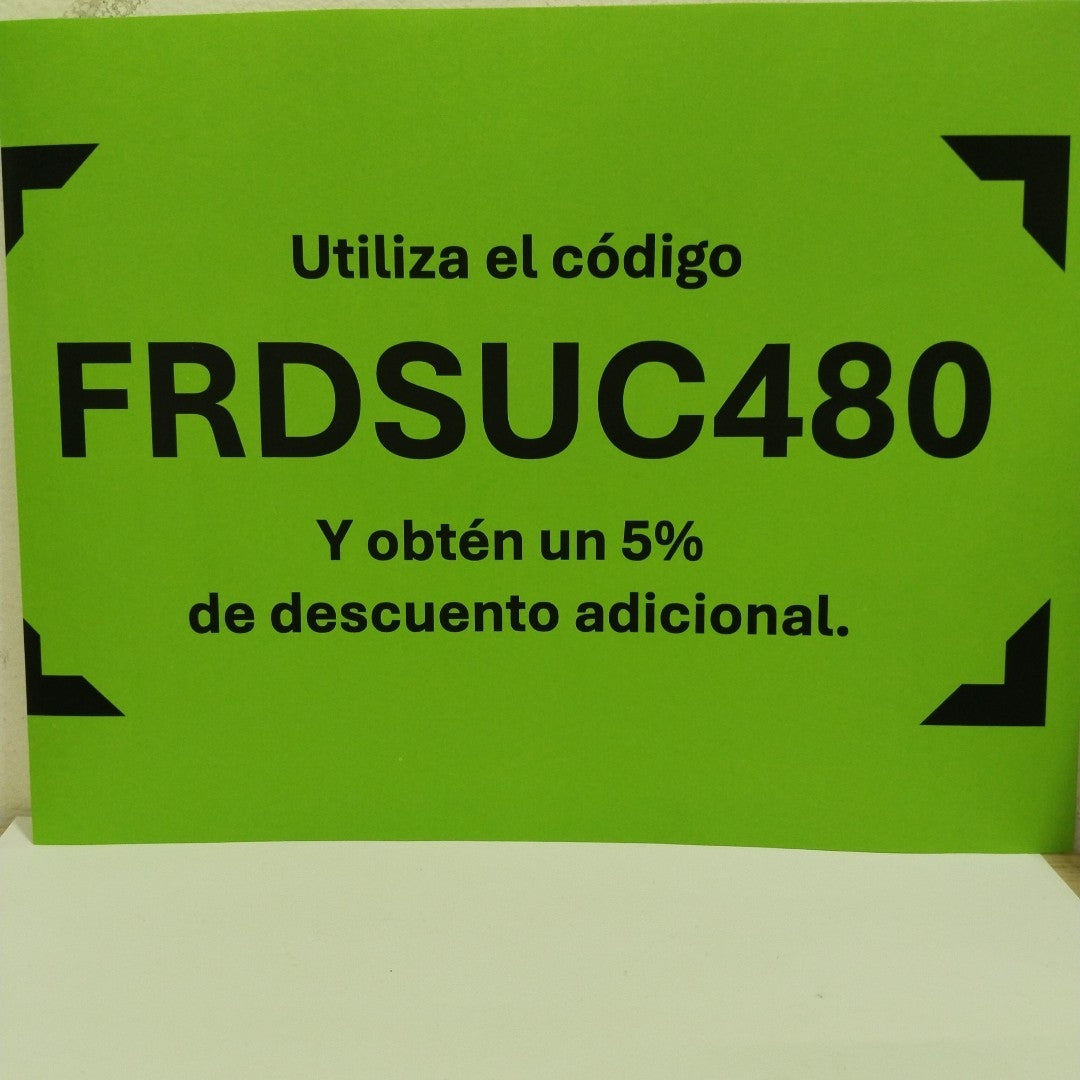 Utiliza el código
FRDSUC480
Y obtén un 5%
de descuento adicional.